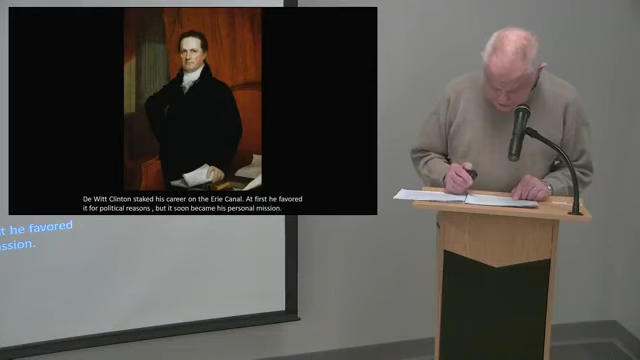 De Witt Clinton staked his career on the Erie Canal. At first he favored
it for political reasons , but it soon became his personal mission.
t he favored
ssion.